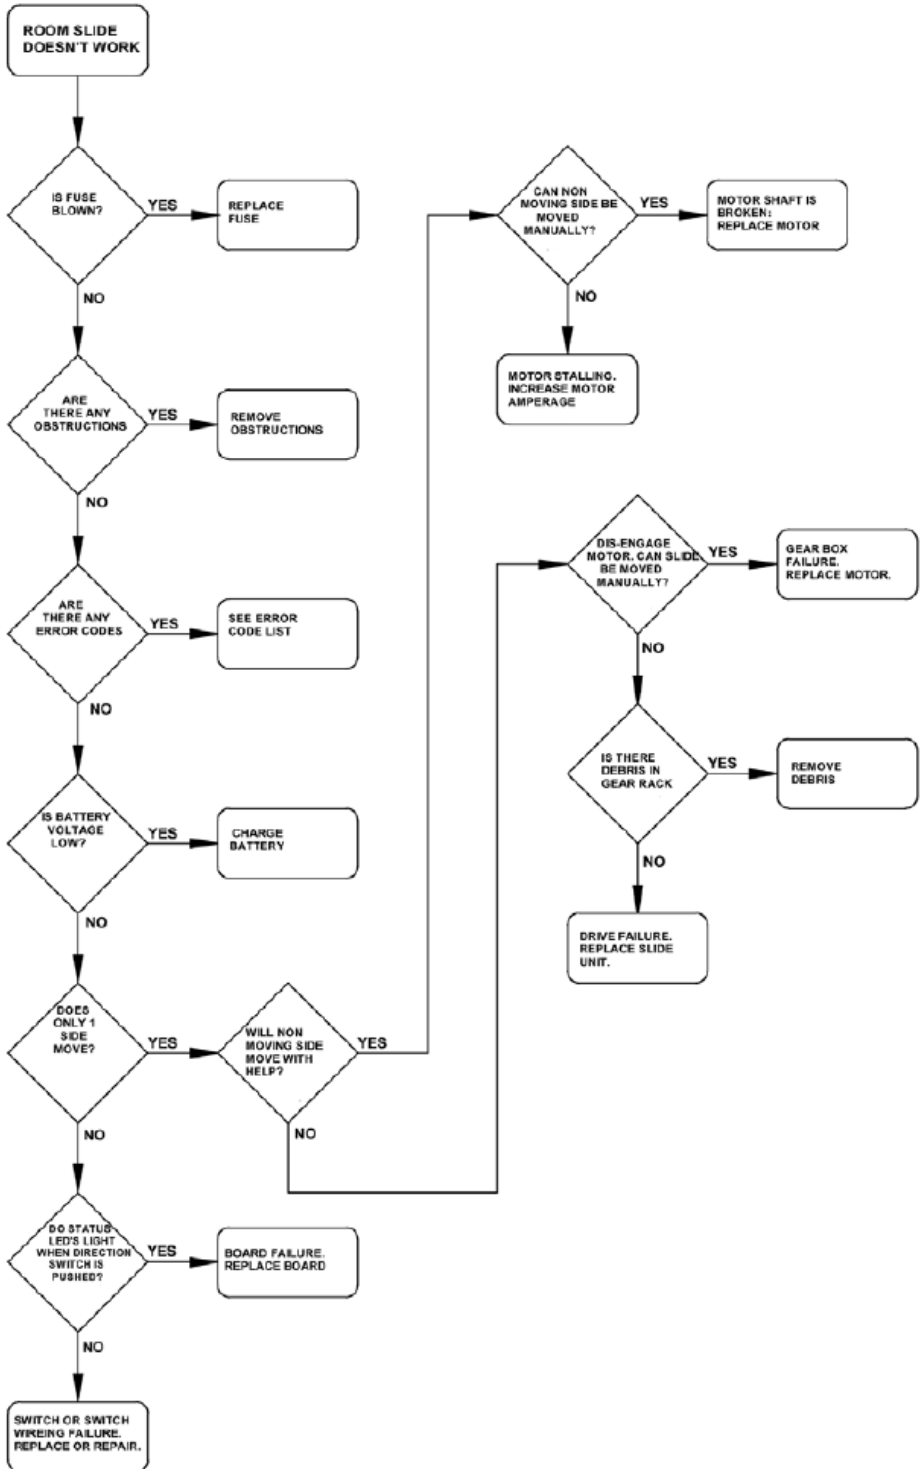 ROOM SLIDE
DOESN'T WORK
IS FUSE
BLOWN?
YES
REPLACE
FUSE
NO
ARE
THERE ANY
OBSTRUCTIONS
YES
REMOVE
OBSTRUCTIONS
NO
ARE
THERE ANY
ERROR CODES
YES
SEE ERROR
CODE LIST
NO
IS BATTERY
VOLTAGE
LOW?
YES
CHARGE
BATTERY
NO
DOES
ONLY 1
SIDE
MOVE?
YES
WILL NON
MOVING SIDE
MOVE WITH
HELP?
YES
NO
NO
DO STATUS
LED'S LIGHT
WHEN DIRECTION
SWITCH IS
PUSHED?
YES
BOARD FAILURE.
REPLACE BOARD
NO
SWITCH OR SWITCH
WIREING FAILURE.
REPLACE OR REPAIR.
CAN NON
MOVING SIDE BE
MOVED
MANUALLY?
YES
MOTOR SHAFT IS
BROKEN:
REPLACE MOTOR
NO
MOTOR STALLING.
INCREASE MOTOR
AMPERAGE
DIS-ENGAGE
MOTOR. CAN SLIDE
BE MOVED
MANUALLY?
YES
GEAR BOX
FAILURE.
REPLACE MOTOR.
NO
IS THERE
DEBRIS IN
GEAR RACK
YES
REMOVE
DEBRIS
NO
DRIVE FAILURE.
REPLACE SLIDE
UNIT.